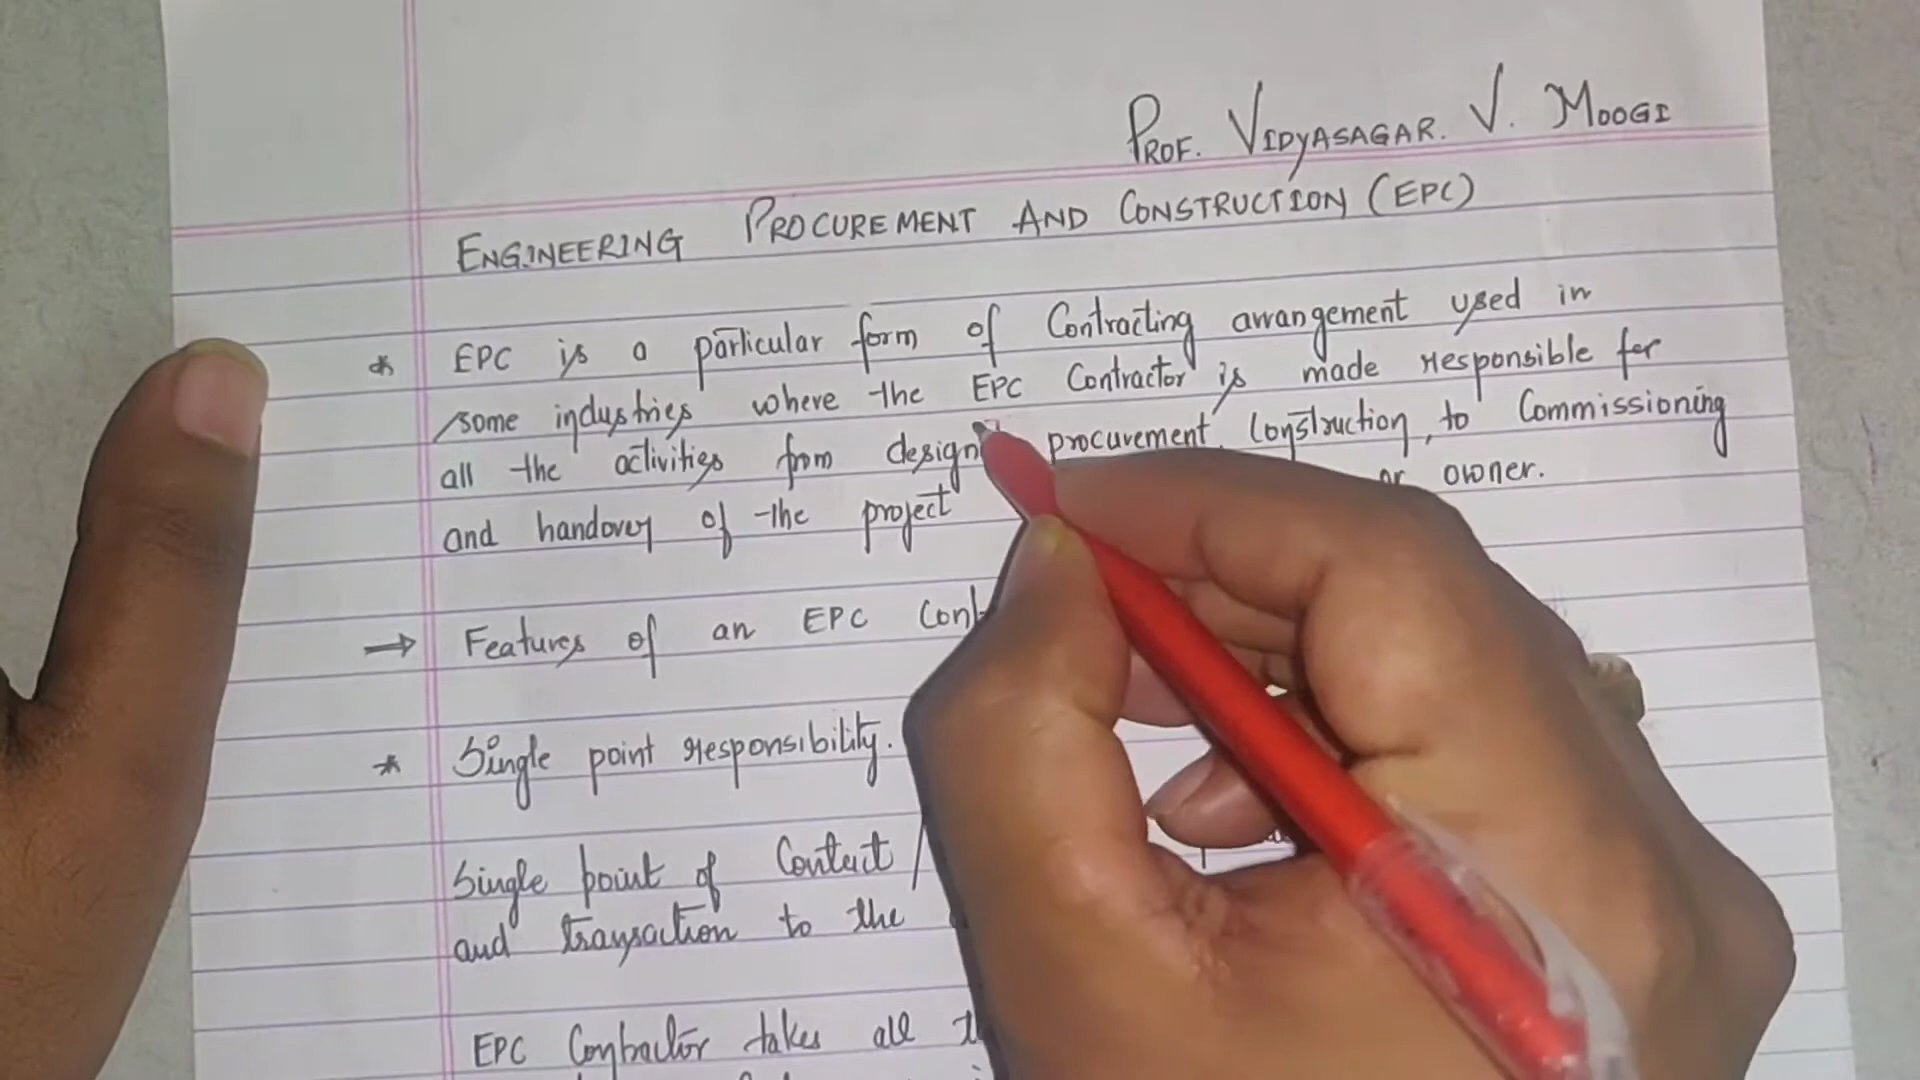 PROF. VIDYASAGAR. V. MOOGI
ENGINEERING PROCUREMENT AND CONSTRUCTION (EPC)
* EPC is a particular form of Contracting arrangement used in
some industries where the EPC Contractor is made responsible for
all the activities from design procurement, Construction, to Commissioning
and handover of the project or owner.
→ Features of an EPC
* Single point responsibility.
Single point of Contact /
and transaction to the
EPC Contractor takes all